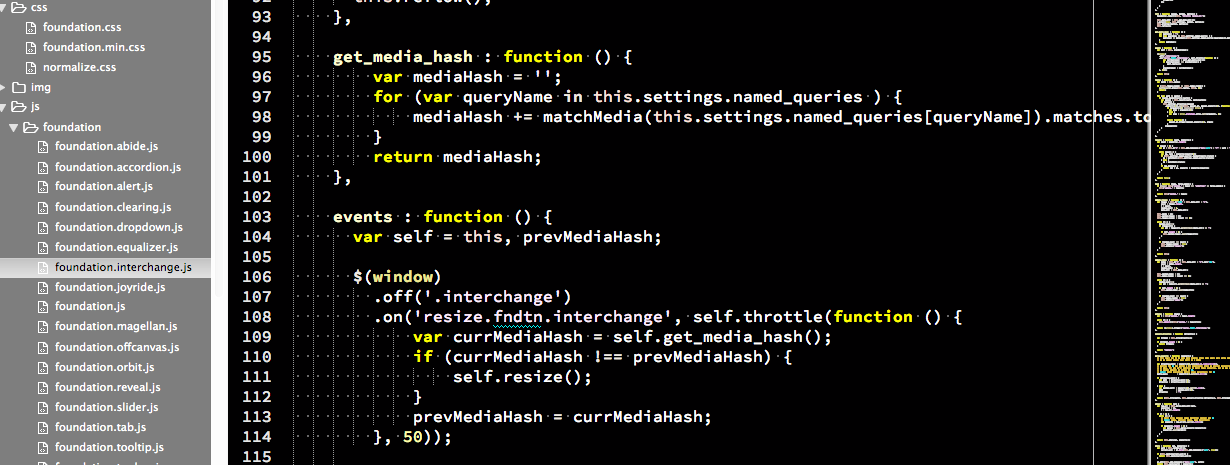 css
foundation.css
foundation.min.css
normalize.css
img
js
foundation
foundation.abide.js
foundation.accordion.js
foundation.alert.js
foundation.clearing.js
foundation.dropdown.js
foundation.equalizer.js
foundation.interchange.js
foundation.joyride.js
foundation.js
foundation.magellan.js
foundation.offcanvas.js
foundation.orbit.js
foundation.reveal.js
foundation.slider.js
foundation.tab.js
foundation.tooltip.js
93 },
94
95 get_media_hash : function () {
96 var mediaHash = '';
97 for (var queryName in this.settings.named_queries ) {
98 mediaHash += matchMedia(this.settings.named_queries[queryName]).matches.to
99 }
100 return mediaHash;
101 },
102
103 events : function () {
104 var self = this, prevMediaHash;
105
106 $(window)
107 .off('.interchange')
108 .on('resize.fndtn.interchange', self.throttle(function () {
109 var currMediaHash = self.get_media_hash();
110 if (currMediaHash !== prevMediaHash) {
111 self.resize();
112 }
113 prevMediaHash = currMediaHash;
114 }, 50));
115